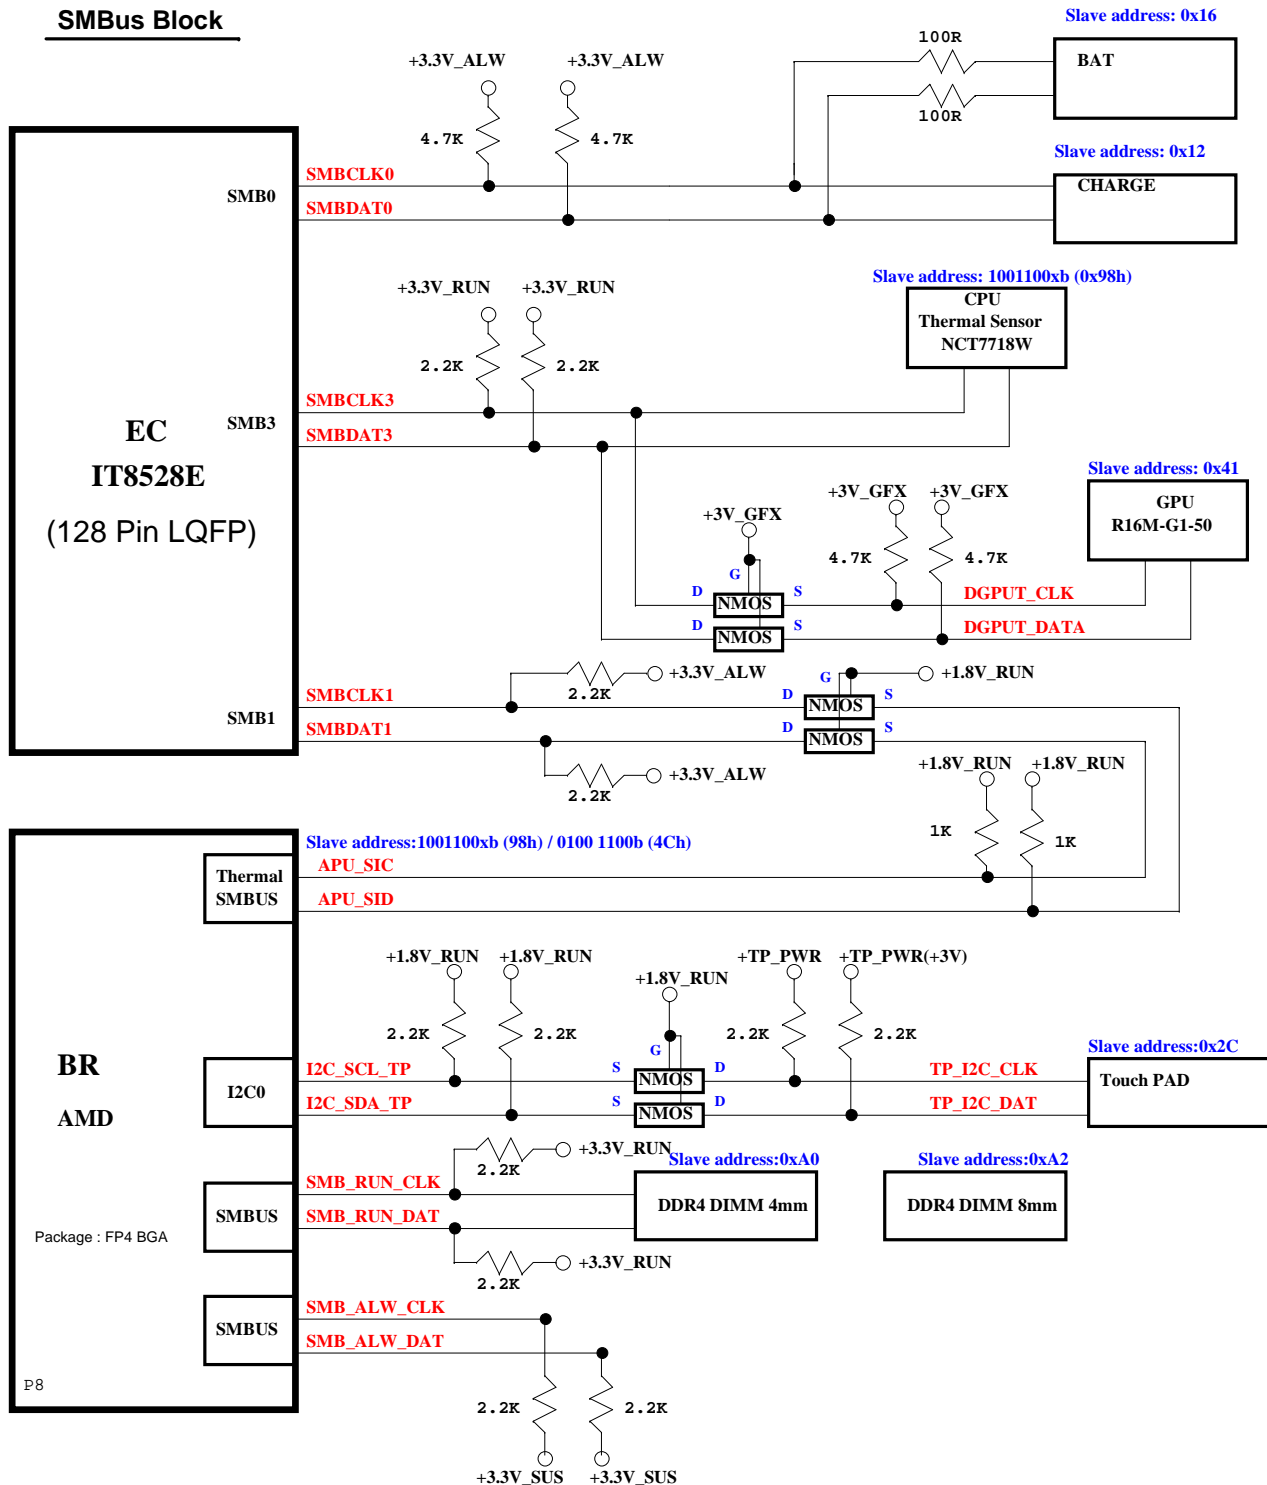 SMBus Block
Slave address: 0x16
100R
BAT
100R
+3.3V_ALW
+3.3V_ALW
4.7K
4.7K
Slave address: 0x12
CHARGE
SMBCLK0
SMB0
SMBDAT0
Slave address: 1001100xb (0x98h)
CPU
Thermal Sensor
NCT7718W
+3.3V_RUN
+3.3V_RUN
2.2K
2.2K
SMBCLK3
SMB3
SMBDAT3
EC
IT8528E
(128 Pin LQFP)
Slave address: 0x41
GPU
R16M-G1-50
+3V_GFX
+3V_GFX
+3V_GFX
4.7K
4.7K
G
D
NMOS
S
DGPUT_CLK
D
NMOS
S
DGPUT_DATA
+3.3V_ALW
2.2K
G
+1.8V_RUN
SMBCLK1
D
NMOS
S
SMB1
SMBDAT1
D
NMOS
S
+3.3V_ALW
2.2K
+1.8V_RUN
+1.8V_RUN
1K
1K
Slave address:1001100xb (98h) / 0100 1100b (4Ch)
Thermal
SMBUS
APU_SIC
APU_SID
+1.8V_RUN
+1.8V_RUN
+1.8V_RUN
+TP_PWR
+TP_PWR(+3V)
2.2K
2.2K
2.2K
2.2K
G
BR
AMD
I2C0
I2C_SCL_TP
S
NMOS
D
TP_I2C_CLK
I2C_SDA_TP
S
NMOS
D
TP_I2C_DAT
Slave address:0x2C
Touch PAD
+3.3V_RUN
2.2K
Slave address:0xA0
Slave address:0xA2
SMB_RUN_CLK
SMBUS
SMB_RUN_DAT
DDR4 DIMM 4mm
DDR4 DIMM 8mm
Package : FP4 BGA
+3.3V_RUN
2.2K
SMB_ALW_CLK
SMBUS
SMB_ALW_DAT
P8
2.2K
2.2K
+3.3V_SUS
+3.3V_SUS